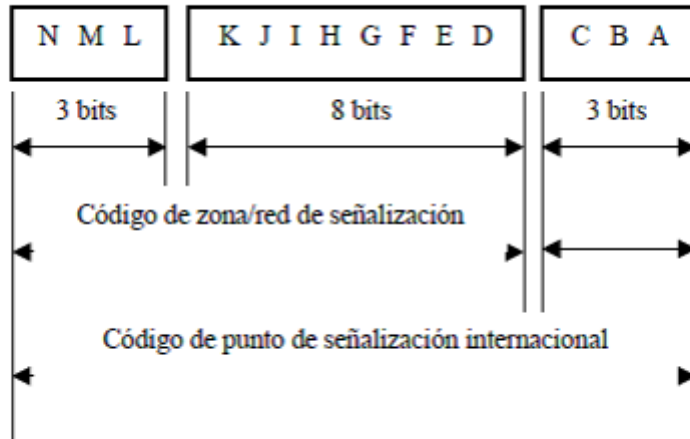 N M L K J I H G F E D C B A
3 bits 8 bits 3 bits
Código de zona/red de señalización
Código de punto de señalización internacional